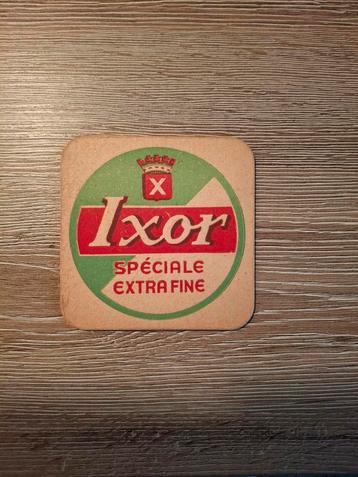 X
Ixor
SPÉCIALE
EXTRA FINE